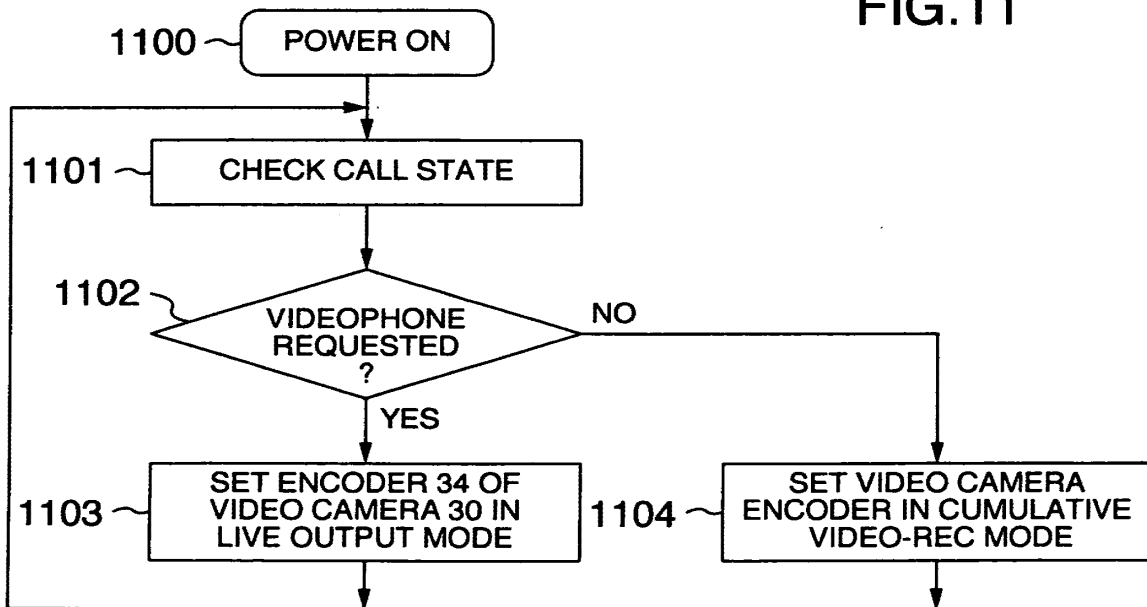 FIG.11
1100
POWER ON
1101
CHECK CALL STATE
1102
VIDEOPHONE
REQUESTED
?
NO
YES
1103
SET ENCODER 34 OF
VIDEO CAMERA 30 IN
LIVE OUTPUT MODE
1104
SET VIDEO CAMERA
ENCODER IN CUMULATIVE
VIDEO-REC MODE